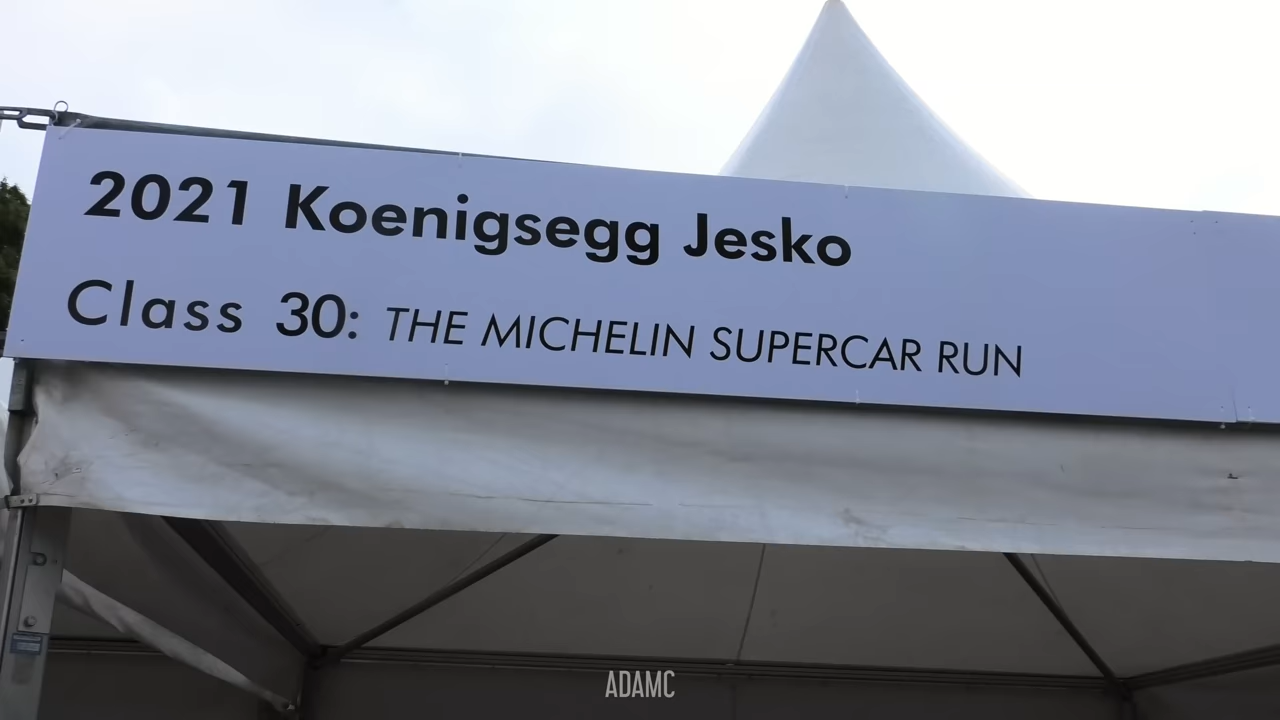 2021 Koenigsegg Jesko
Class 30: THE MICHELIN SUPERCAR RUN
ADAMC